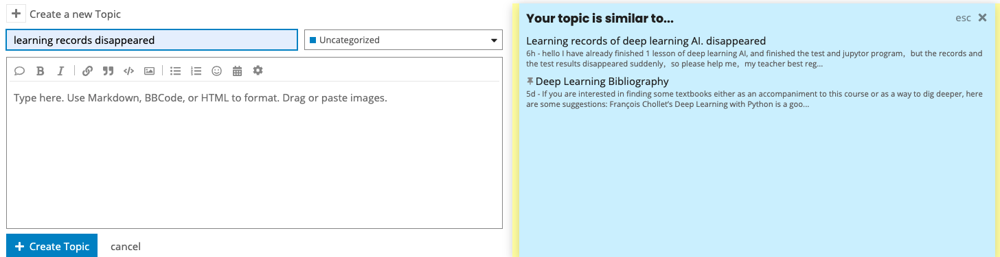 Create a new Topic
learning records disappeared
Uncategorized
Type here. Use Markdown, BBCode, or HTML to format. Drag or paste images.
Create Topic cancel
Your topic is similar to...
esc
Learning records of deep learning AI. disappeared
6h - hello I have already finished 1 lesson of deep learning AI, and finished the test and jupytor program，but the records and
the test results disappeared suddenly，so please help me，my teacher best reg...
Deep Learning Bibliography
5d - If you are interested in finding some textbooks either as an accompaniment to this course or as a way to dig deeper, here
are some suggestions: François Chollet’s Deep Learning with Python is a goo...